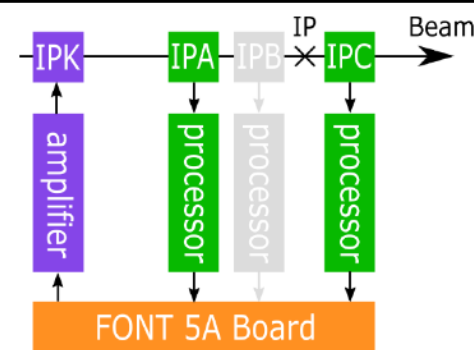 IP Beam
IPK IPA IPB IPC
amplifier processor processor processor
FONT 5A Board